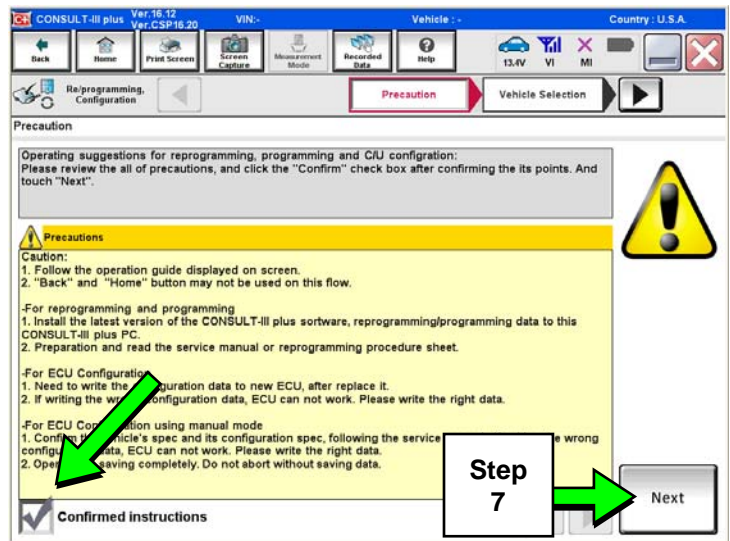 CONSULT-III plus Ver.16.12 Ver.CSP16.20 VIN:- Vehicle : - Country : U.S.A.
Back Home Print Screen Screen Capture Measurement Mode Recorded Data Help 13.4V VI MI
Re/programming, Configuration Precaution Vehicle Selection
Precaution
Operating suggestions for reprogramming, programming and C/U configration:
Please review the all of precautions, and click the "Confirm" check box after confirming the its points. And
touch "Next".
Precautions
Caution:
1. Follow the operation guide displayed on screen.
2. "Back" and "Home" button may not be used on this flow.
-For reprogramming and programming
1. Install the latest version of the CONSULT-III plus sortware, reprogramming/programming data to this
CONSULT-III plus PC.
2. Preparation and read the service manual or reprogramming procedure sheet.
-For ECU Configuration
1. Need to write the configuration data to new ECU, after replace it.
2. If writing the configuration data, ECU can not work. Please write the right data.
-For ECU using manual mode
1. Confirm vehicle's spec and its configuration spec, following the service wrong
data, ECU can not work. Please write the right data.
2. saving completely. Do not abort without saving data.
Step
7
Confirmed instructions
Next